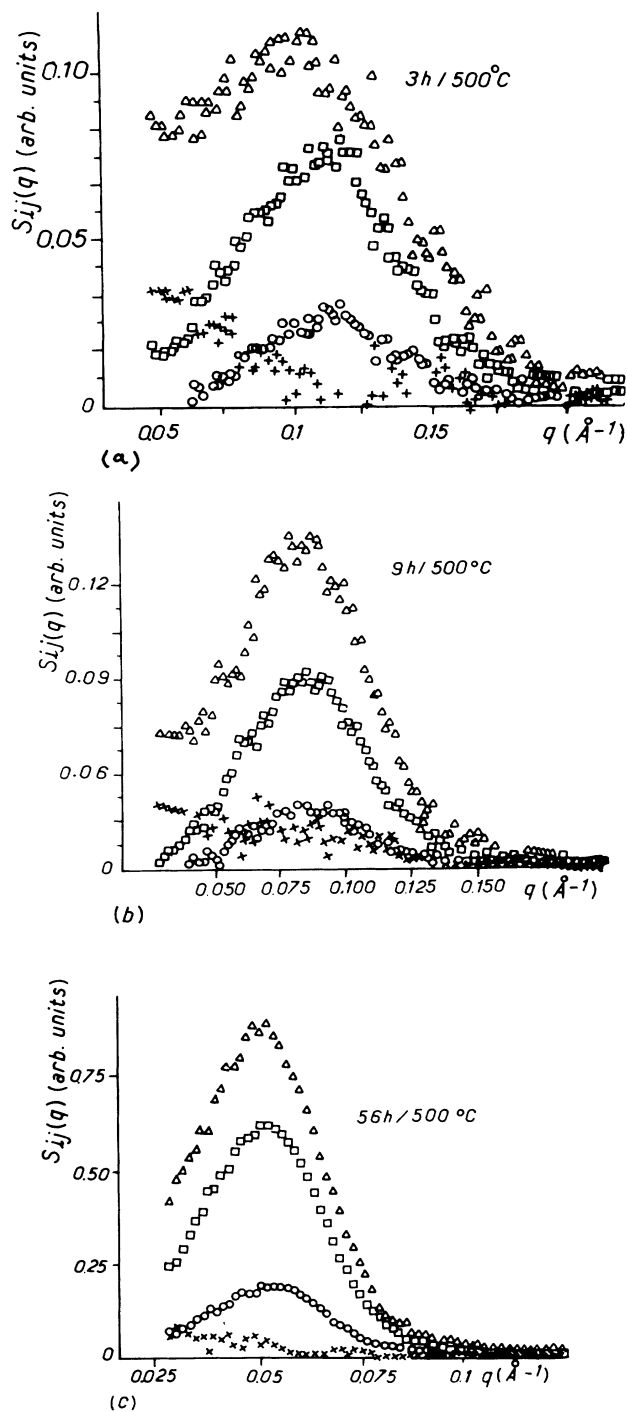 Sij(q) (arb. units)
0.10
0.05
0
3h/500°C
0.05 0.1 0.15 q (Å-1)
(a)
Sij(q) (arb. units)
0.12
0.09
0.06
0
9h/500°C
0.050 0.075 0.100 0.125 0.150 q (Å-1)
(b)
Sij(q) (arb. units)
0.75
0.50
0.25
0
56h/500 °C
0.025 0.05 0.075 0.1 q (Å-1)
(c)